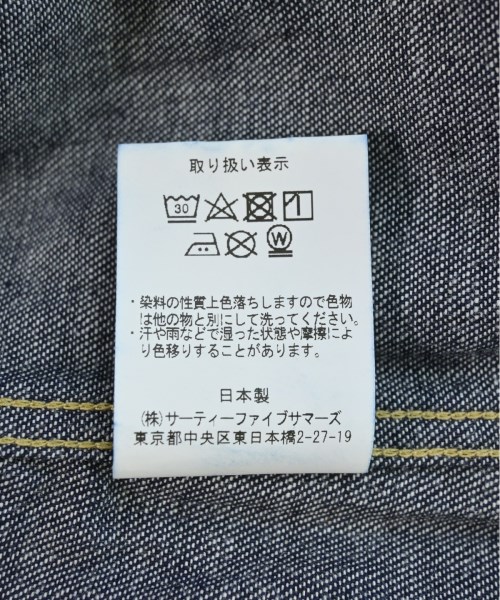 取り扱い表示
30
W
・染料の性質上色落ちしますので色物
は他の物と別にして洗ってください。
・汗や雨などで湿った状態や摩擦によ
り色移りすることがあります。
日本製
(株)サーティーファイブサマーズ
東京都中央区東日本橋2-27-19